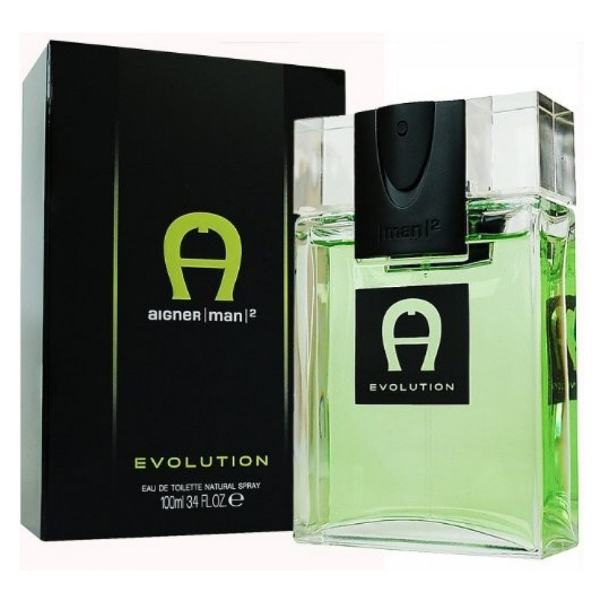 A
AIGNER|man|²
EVOLUTION
EAU DE TOILETTE NATURAL SPRAY
100ml 3.4 FL.OZ. e
|man|²
A
EVOLUTION